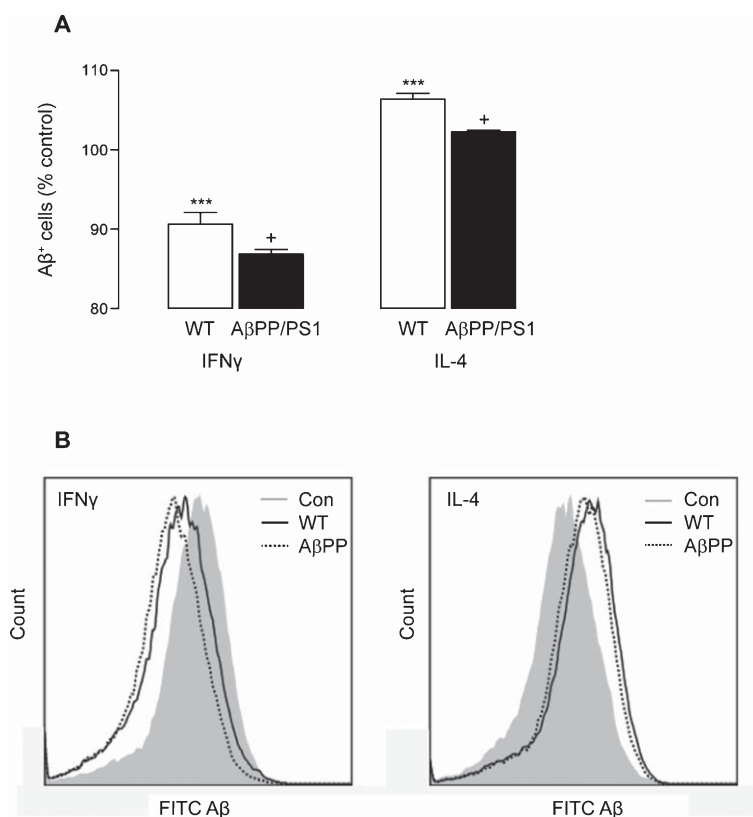 A
Aβ⁺ cells (% control)
110
100
90
80
***
+
***
+
WT AβPP/PS1 WT AβPP/PS1
IFNγ IL-4
B
IFNγ
Con
WT
AβPP
Count
FITC Aβ
IL-4
Con
WT
AβPP
Count
FITC Aβ